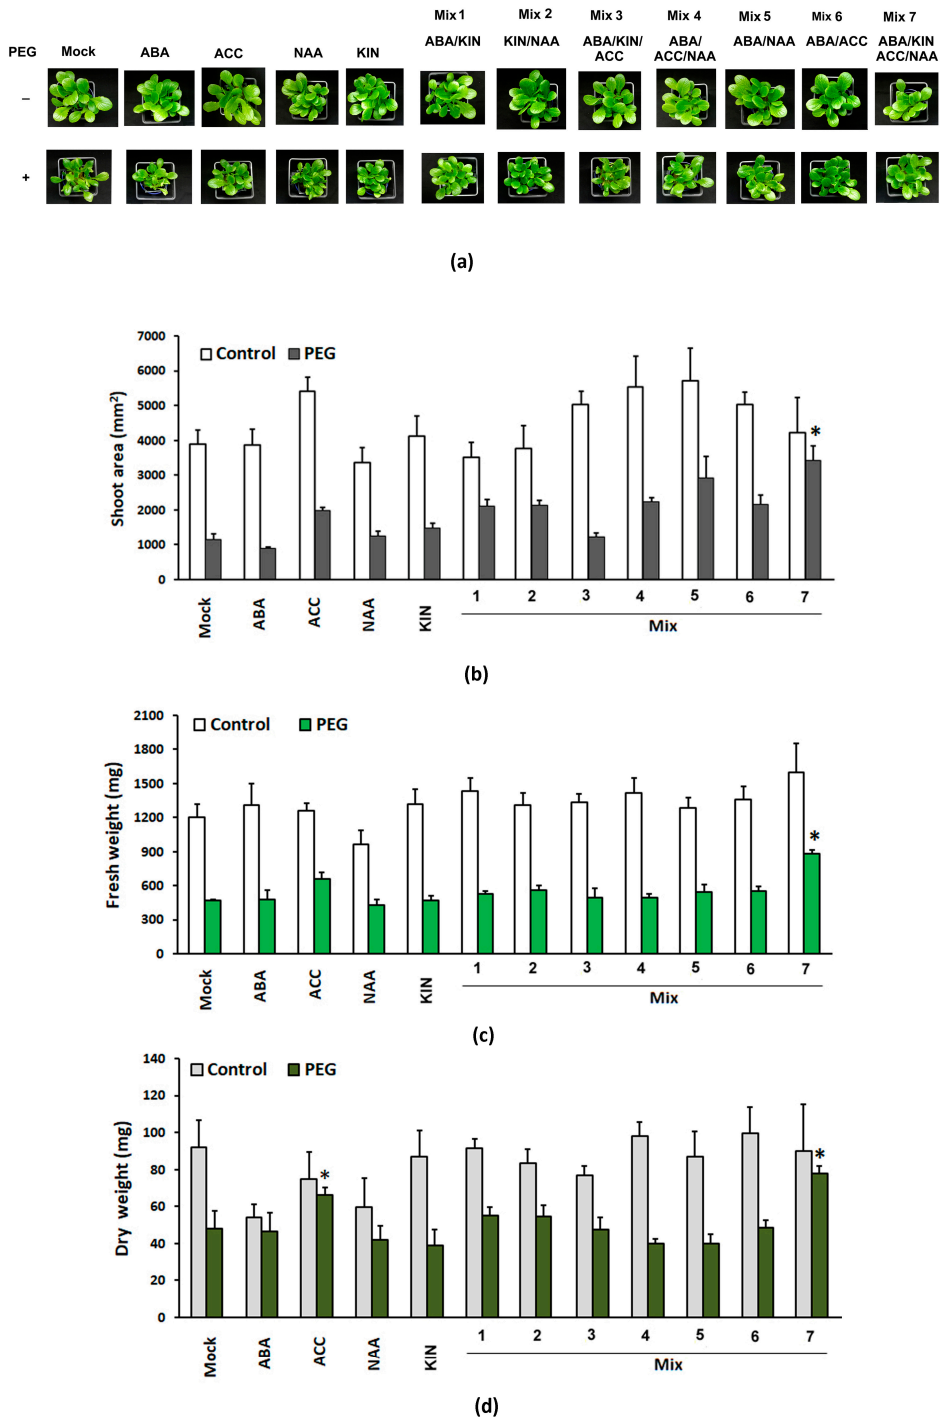 Mix 1 Mix 2 Mix 3 Mix 4 Mix 5 Mix 6 Mix 7
PEG Mock ABA ACC NAA KIN ABA/KIN KIN/NAA ABA/KIN/ ABA/ ABA/NAA ABA/ACC ABA/KIN
ACC ACC/NAA ACC/NAA
–
+
(a)
Control PEG
Shoot area (mm2)
7000
6000
5000
4000
3000
2000
1000
0
*
Mock ABA ACC NAA KIN 1 2 3 4 5 6 7
Mix
(b)
Control PEG
Fresh weight (mg)
2100
1800
1500
1200
900
600
300
0
*
Mock ABA ACC NAA KIN 1 2 3 4 5 6 7
Mix
(c)
Control PEG
Dry weight (mg)
140
120
100
80
60
40
20
0
* *
Mock ABA ACC NAA KIN 1 2 3 4 5 6 7
Mix
(d)